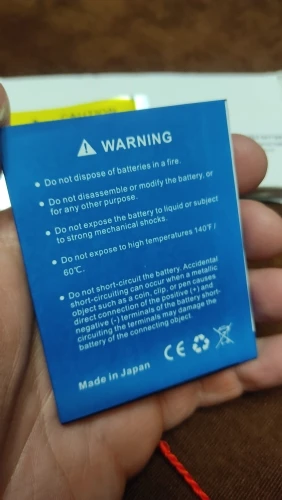 CAUTION
WARNING
• Do not dispose of batteries in a fire.
• Do not disassemble or modify the battery, or
for any other purpose.
• Do not expose the battery to liquid or subject
to strong mechanical shocks.
• Do not expose to high temperatures 140°F /
60°C.
• Do not short-circuit the battery. Accidental
short-circuiting can occur when a metallic
object such as a coin, clip, or pen causes
direct connection of the positive (+) and
negative (-) terminals of the battery short-
circuiting the terminals may damage the
battery of the connecting object.
CE
Made in Japan